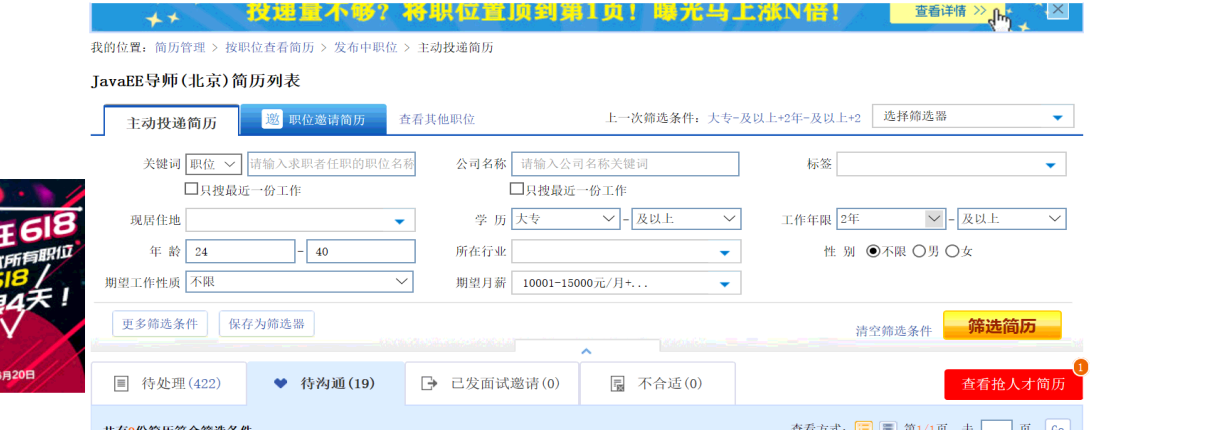 投递量不够？将职位置顶到第1页！曝光马上涨N倍！ 查看详情 >>
我的位置：简历管理 > 按职位查看简历 > 发布中职位 > 主动投递简历
JavaEE导师(北京)简历列表
主动投递简历 邀 职位邀请简历 查看其他职位 上一次筛选条件：大专-及以上+2年-及以上+2 选择筛选器
关键词 职位 请输入求职者任职的职位名称 公司名称 请输入公司名称关键词 标签
只搜最近一份工作 只搜最近一份工作
现居住地 学 历 大专 - 及以上 工作年限 2年 - 及以上
年 龄 24 - 40 所在行业 性 别 不限 男 女
期望工作性质 不限 期望月薪 10001-15000元/月+...
更多筛选条件 保存为筛选器 清空筛选条件 筛选简历
待处理(422) 待沟通(19) 已发面试邀请(0) 不合适(0) 查看抢人才简历 1
618
所有职位
618
4天！
月20日
查看方式： 第1/1页 去 页 Go